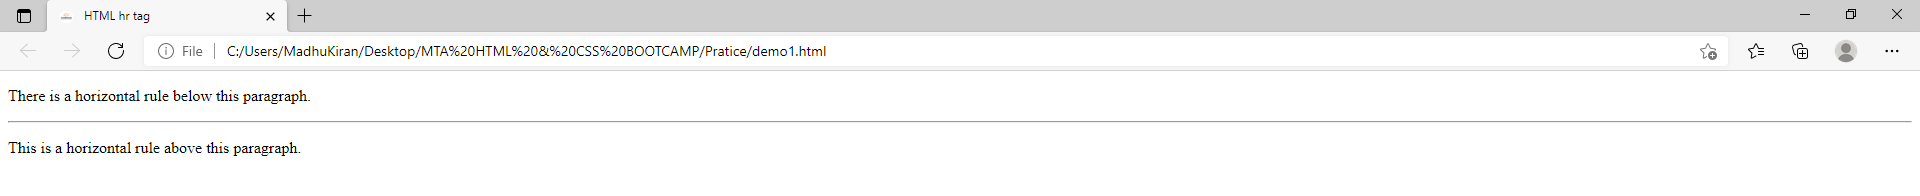 HTML hr tag
File
C:/Users/MadhuKiran/Desktop/MTA%20HTML%20&%20CSS%20BOOTCAMP/Pratice/demo1.html
There is a horizontal rule below this paragraph.
This is a horizontal rule above this paragraph.